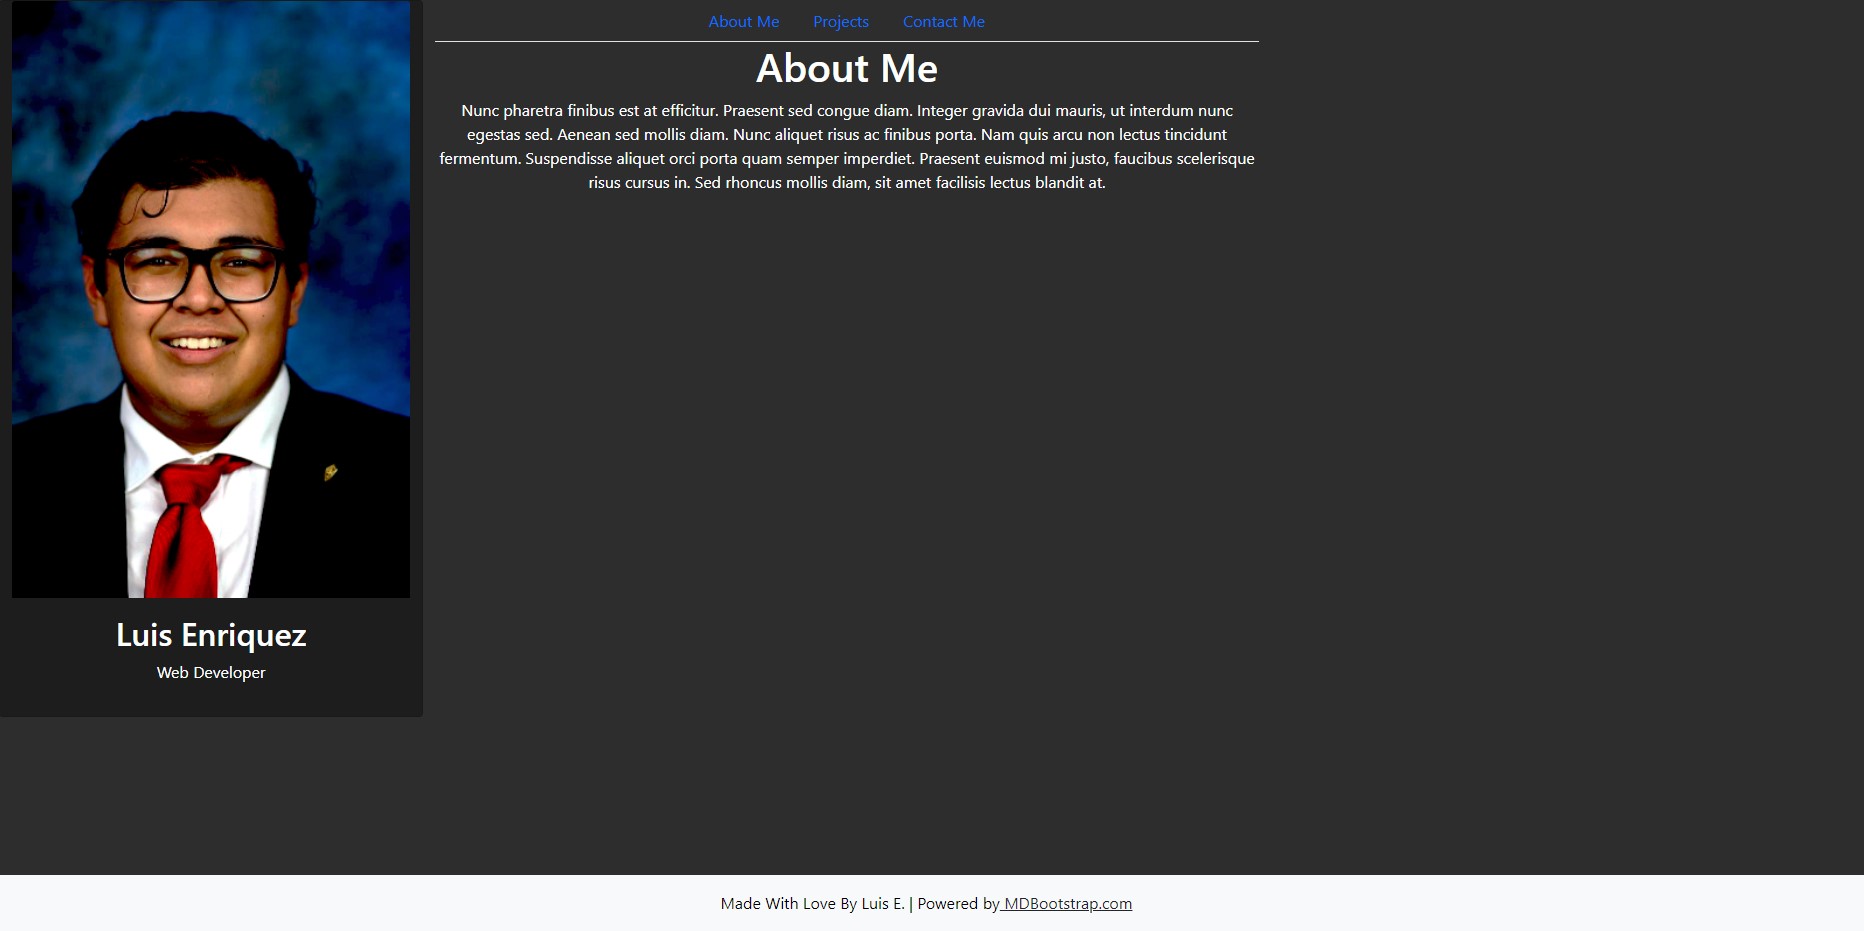 About Me Projects Contact Me
About Me
Nunc pharetra finibus est at efficitur. Praesent sed congue diam. Integer gravida dui mauris, ut interdum nunc
egestas sed. Aenean sed mollis diam. Nunc aliquet risus ac finibus porta. Nam quis arcu non lectus tincidunt
fermentum. Suspendisse aliquet orci porta quam semper imperdiet. Praesent euismod mi justo, faucibus scelerisque
risus cursus in. Sed rhoncus mollis diam, sit amet facilisis lectus blandit at.
Luis Enriquez
Web Developer
Made With Love By Luis E. | Powered by MDBootstrap.com